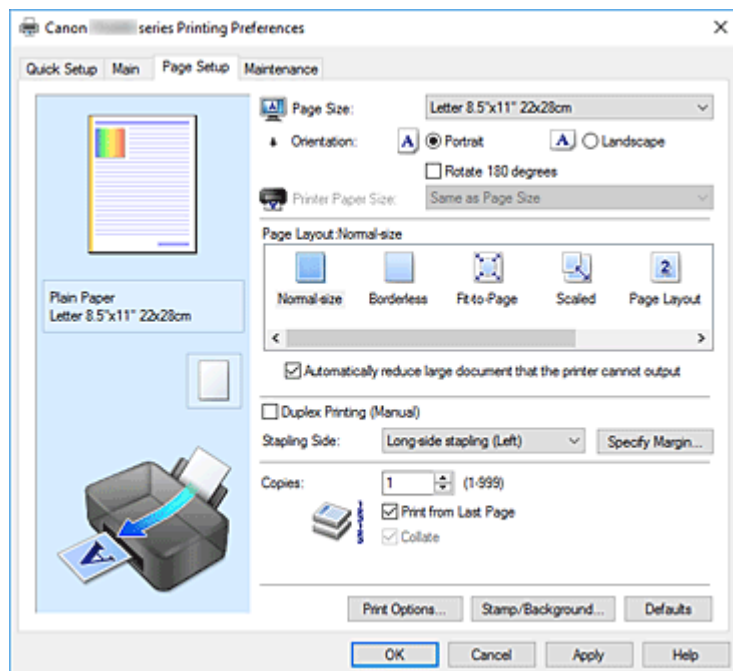 Canon series Printing Preferences
Quick Setup Main Page Setup Maintenance
Page Size: Letter 8.5"x11" 22x28cm
Orientation: A Portrait A Landscape
Rotate 180 degrees
Printer Paper Size: Same as Page Size
Page Layout:Normal-size
2
Normal-size Borderless Fit-to-Page Scaled Page Layout
Plain Paper
Letter 8.5"x11" 22x28cm
Automatically reduce large document that the printer cannot output
Duplex Printing (Manual)
Stapling Side: Long-side stapling (Left) Specify Margin...
Copies: 1 (1-999)
Print from Last Page
Collate
A
Print Options... Stamp/Background... Defaults
OK Cancel Apply Help